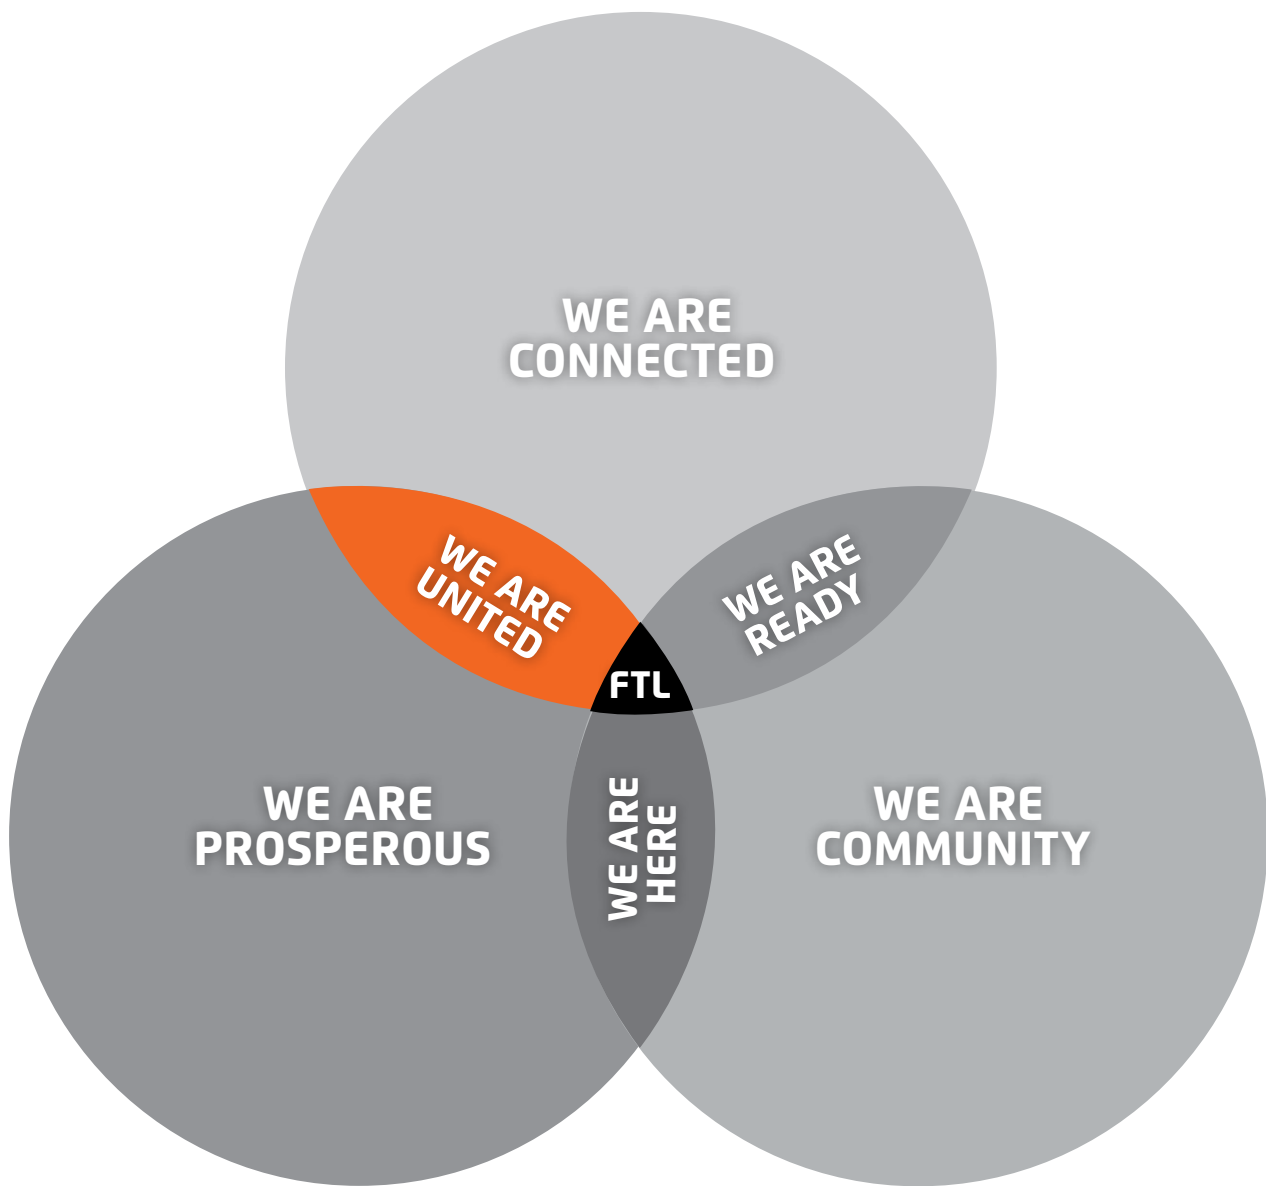 WE ARE
CONNECTED
WE ARE
UNITED
WE ARE
READY
FTL
WE ARE
PROSPEROUS
WE ARE
HERE
WE ARE
COMMUNITY